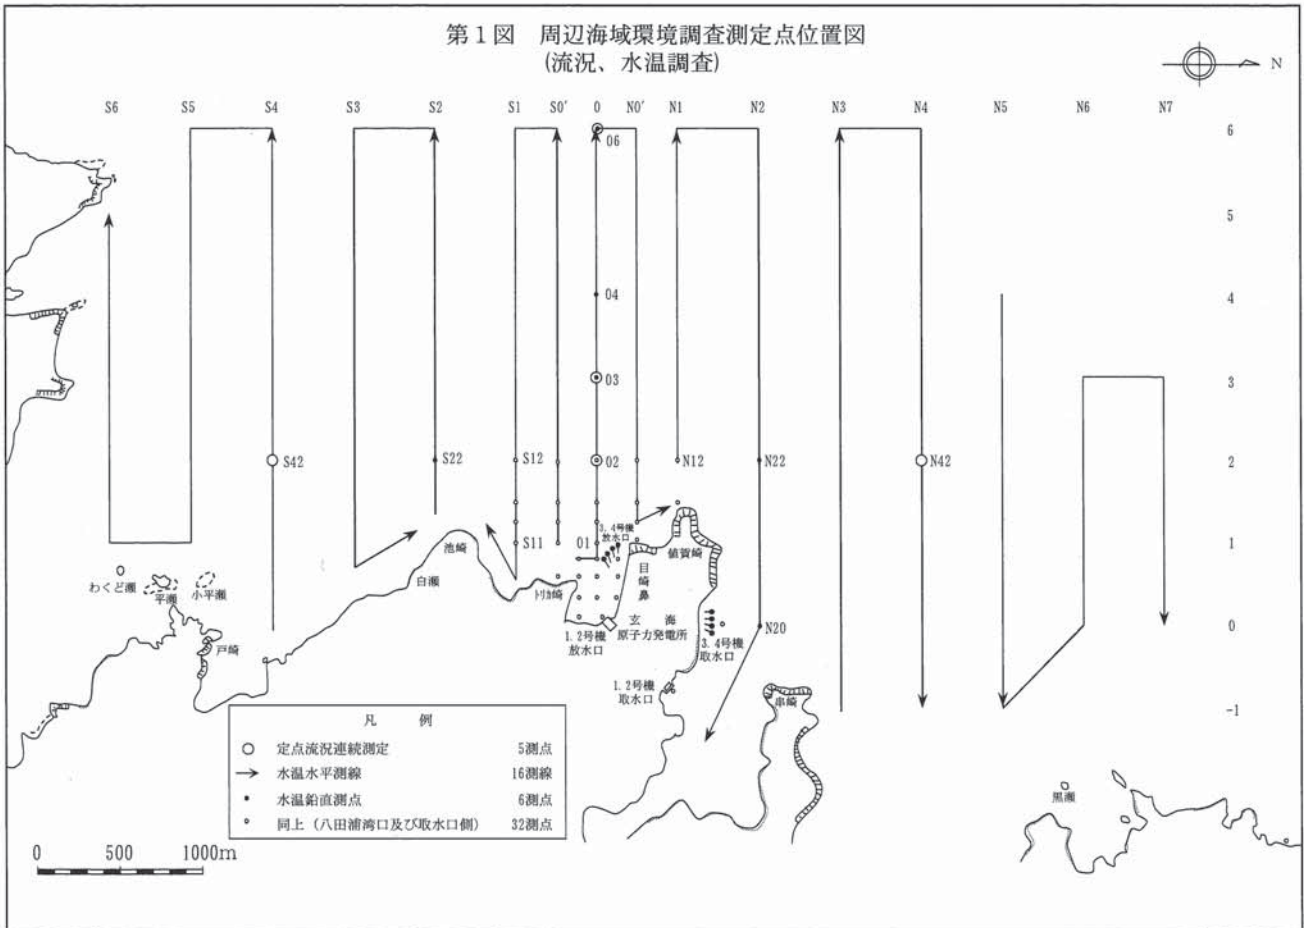 第1図 周辺海域環境調査測定点位置図
(流況、水温調査)
N
S6 S5 S4 S3 S2 S1 S0' 0 N0' N1 N2 N3 N4 N5 N6 N7
6
06
5
04
4
03
3
S42 S22 S12 02 N12 N22 N42
2
3.4号機
放水口
S11 01
1
池崎
値賀崎
わくど瀬
平瀬
小平瀬
白瀬
トリカ崎
目崎鼻
戸崎
玄海
原子力発電所
1.2号機
放水口
3.4号機
取水口
N20
0
1.2号機
取水口
串崎
-1
凡 例
定点流況連続測定 5測点
水温水平測線 16測線
水温鉛直測点 6測点
同上 (八田浦湾口及び取水口側) 32測点
黒瀬
0 500 1000m